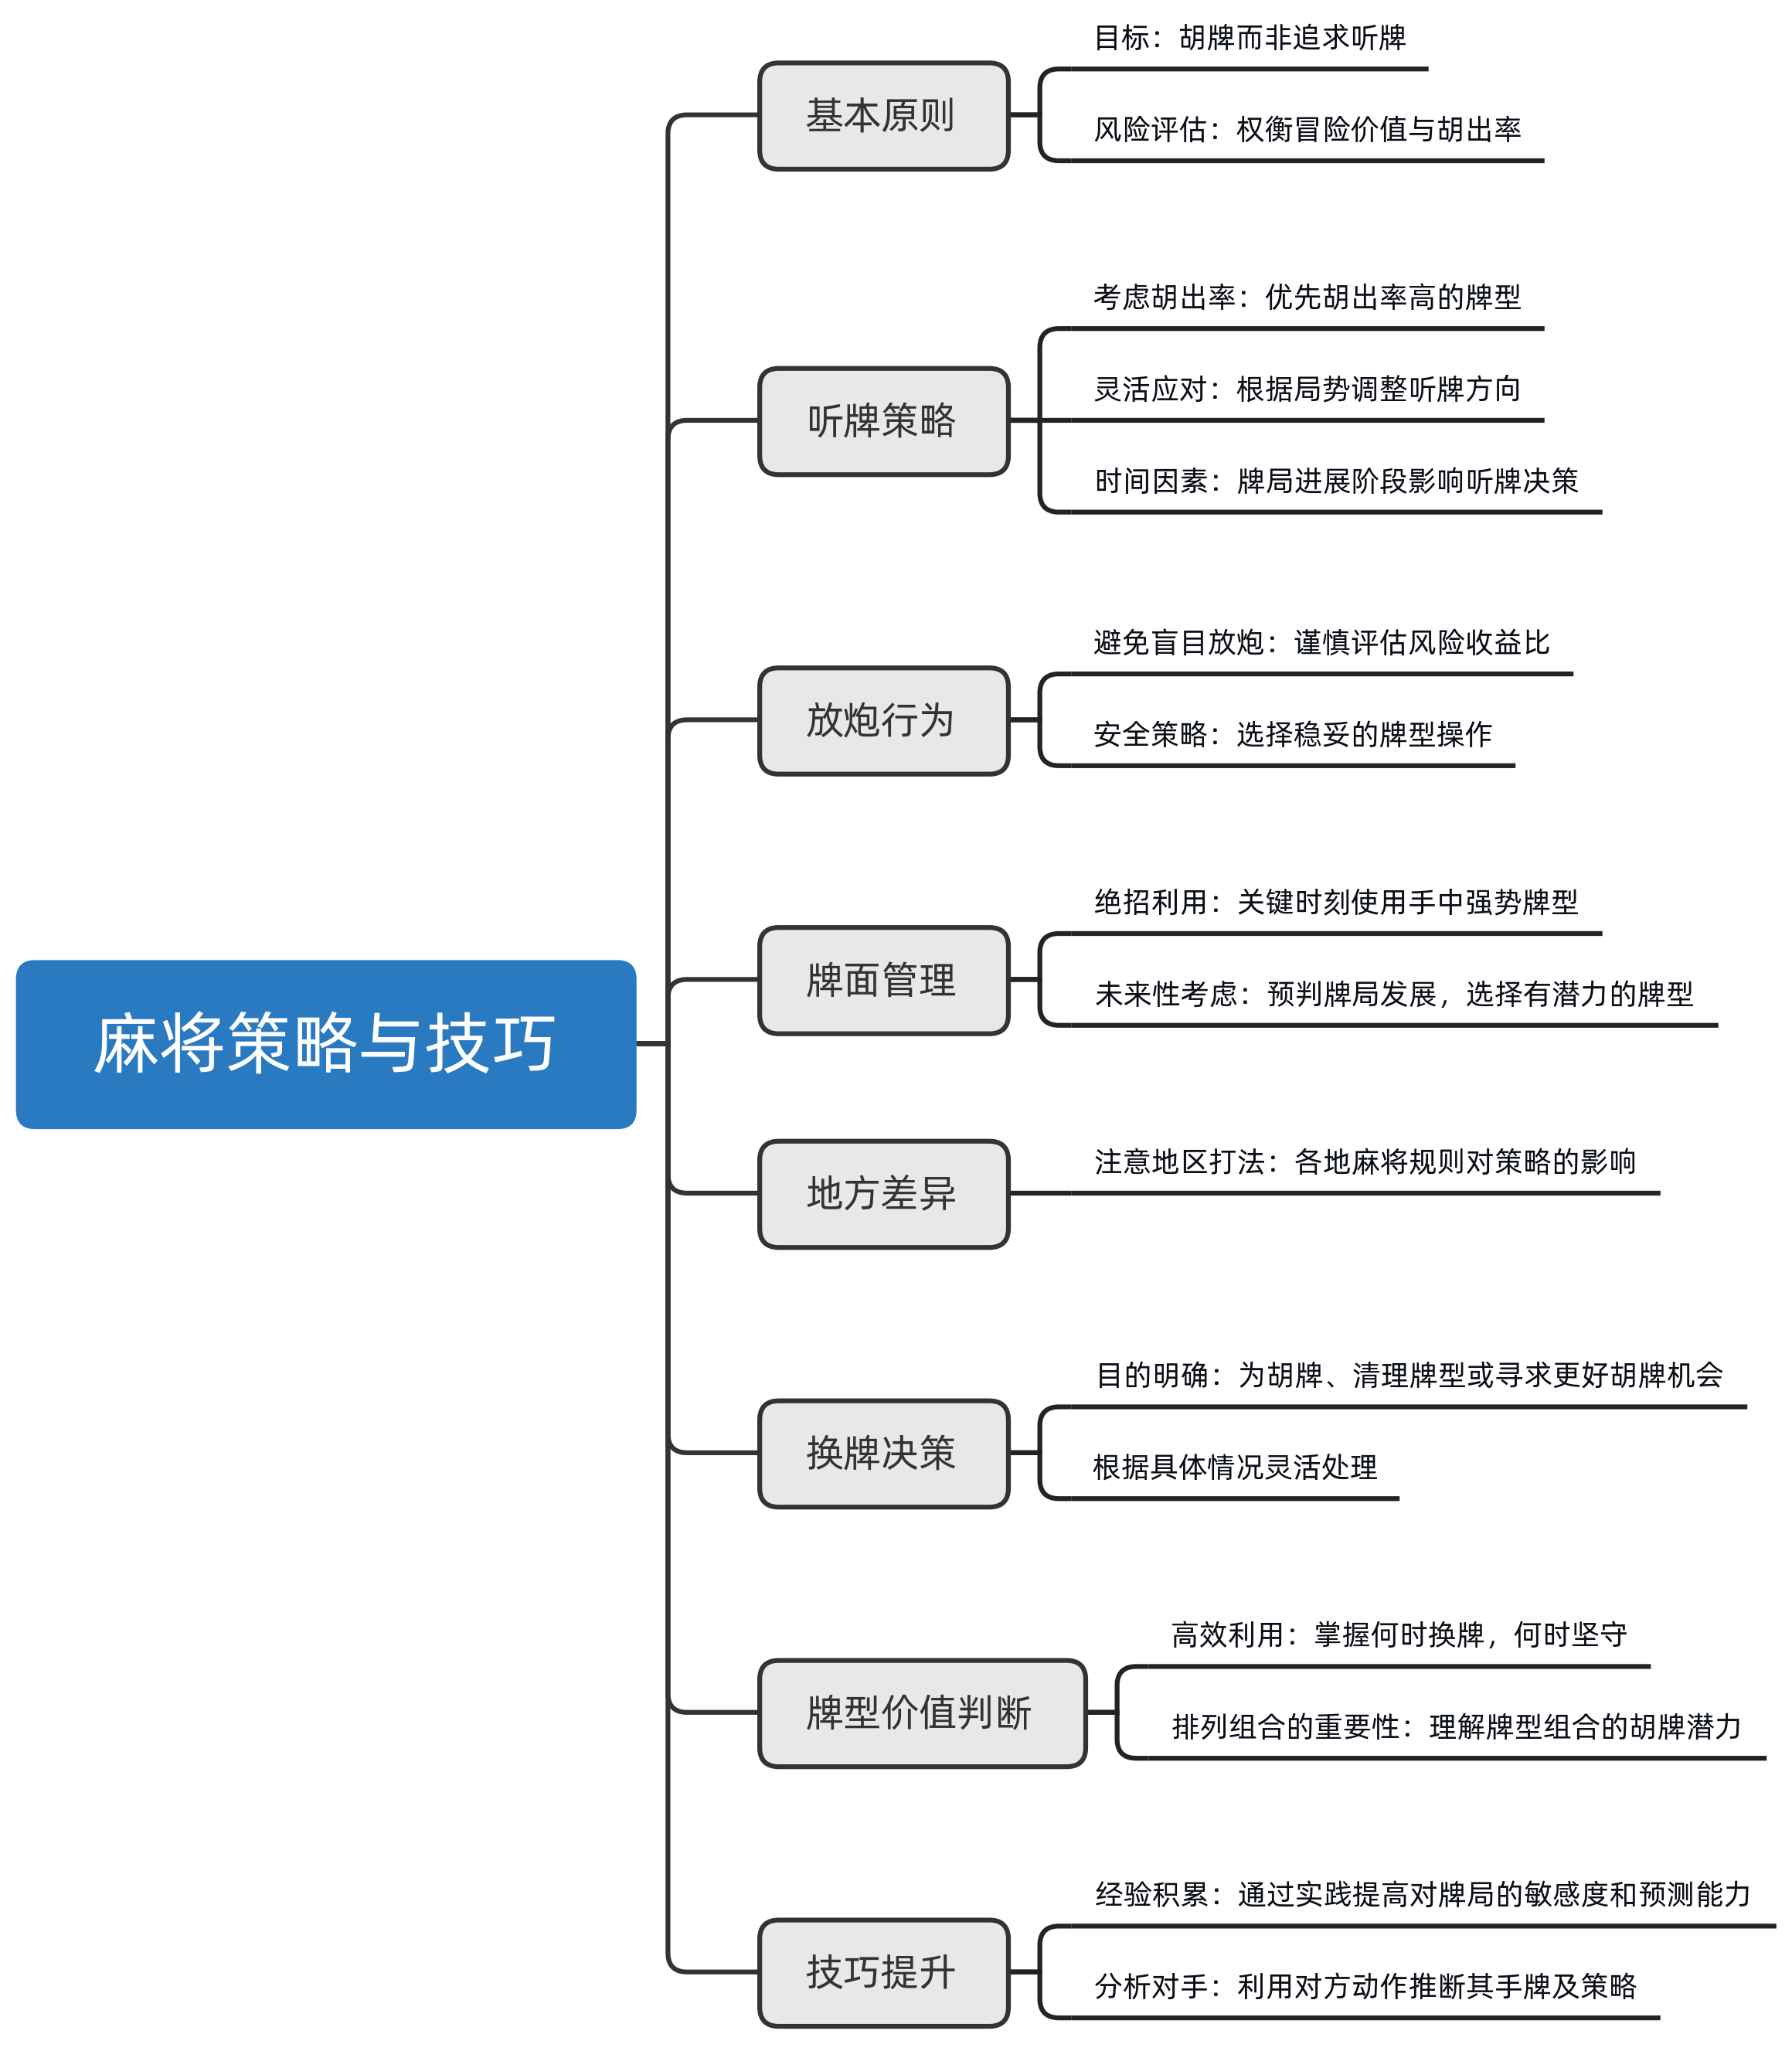 麻将策略与技巧
基本原则
目标：胡牌而非追求听牌
风险评估：权衡冒险价值与胡出率
听牌策略
考虑胡出率：优先胡出率高的牌型
灵活应对：根据局势调整听牌方向
时间因素：牌局进展阶段影响听牌决策
放炮行为
避免盲目放炮：谨慎评估风险收益比
安全策略：选择稳妥的牌型操作
牌面管理
绝招利用：关键时刻使用手中强势牌型
未来性考虑：预判牌局发展，选择有潜力的牌型
地方差异
注意地区打法：各地麻将规则对策略的影响
换牌决策
目的明确：为胡牌、清理牌型或寻求更好胡牌机会
根据具体情况灵活处理
牌型价值判断
高效利用：掌握何时换牌，何时坚守
排列组合的重要性：理解牌型组合的胡牌潜力
技巧提升
经验积累：通过实践提高对牌局的敏感度和预测能力
分析对手：利用对方动作推断其手牌及策略